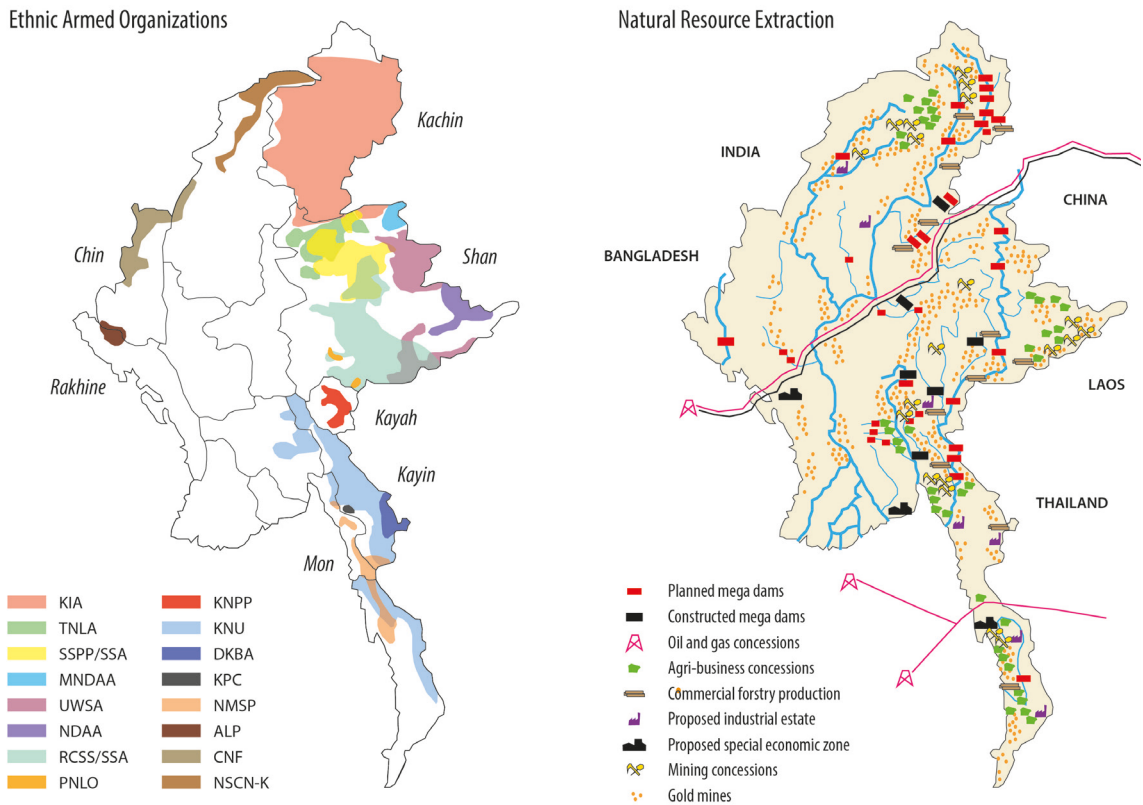 Ethnic Armed Organizations
Kachin
Chin
Shan
Rakhine
Kayah
Kayin
Mon
KIA
TNLA
SSPP/SSA
MNDAA
UWSA
NDAA
RCSS/SSA
PNLO
KNPP
KNU
DKBA
KPC
NMSP
ALP
CNF
NSCN-K
Natural Resource Extraction
INDIA
CHINA
BANGLADESH
LAOS
THAILAND
Planned mega dams
Constructed mega dams
Oil and gas concessions
Agri-business concessions
Commercial forstry production
Proposed industrial estate
Proposed special economic zone
Mining concessions
Gold mines